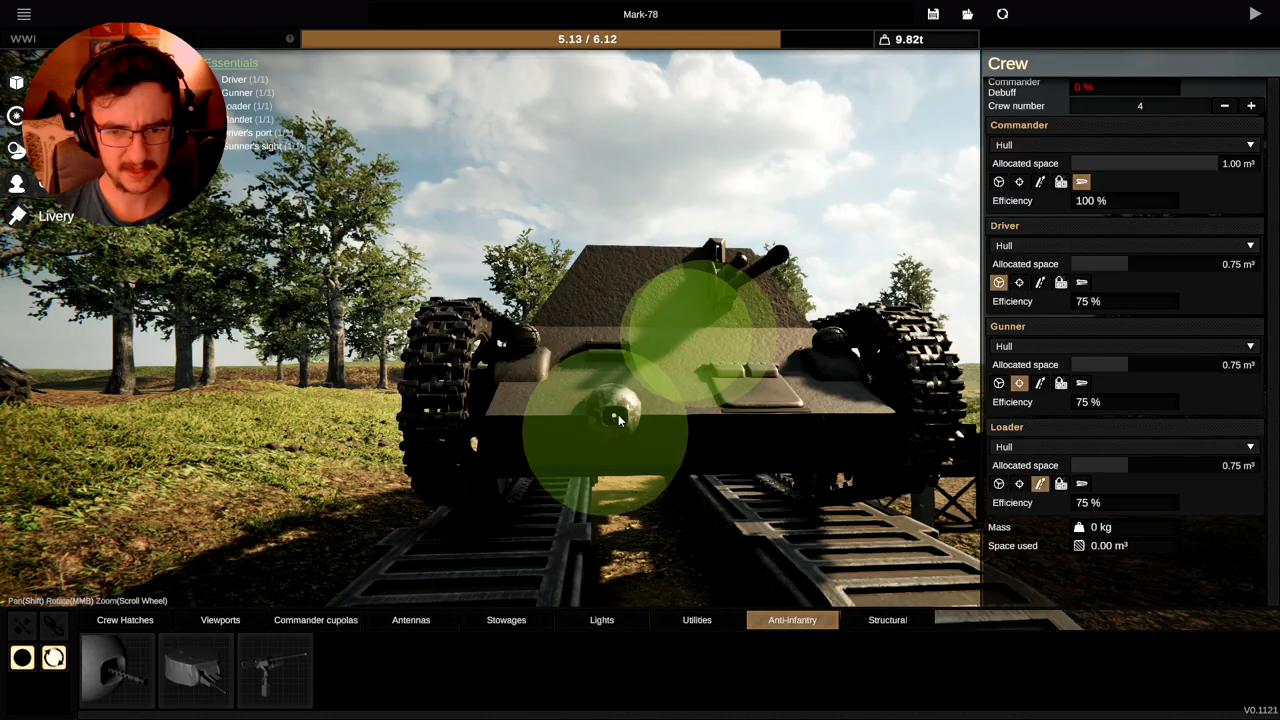 Mark-78
WWI
5.13 / 6.12
9.82t
Essentials
Driver (1/1)
Gunner (1/1)
Loader (1/1)
Mantlet (1/1)
Driver's port (1/1)
Gunner's sight (1/1)
Livery
Crew
Commander
Debuff
0 %
Crew number
4
Commander
Hull
Allocated space
1.00 m³
Efficiency
100 %
Driver
Hull
Allocated space
0.75 m³
Efficiency
75 %
Gunner
Hull
Allocated space
0.75 m³
Efficiency
75 %
Loader
Hull
Allocated space
0.75 m³
Efficiency
75 %
Mass
0 kg
Space used
0.00 m³
Pan(Shift) Rotate(MMB) Zoom(Scroll Wheel)
Crew Hatches
Viewports
Commander cupolas
Antennas
Stowages
Lights
Utilities
Anti-infantry
Structural
V0.1121